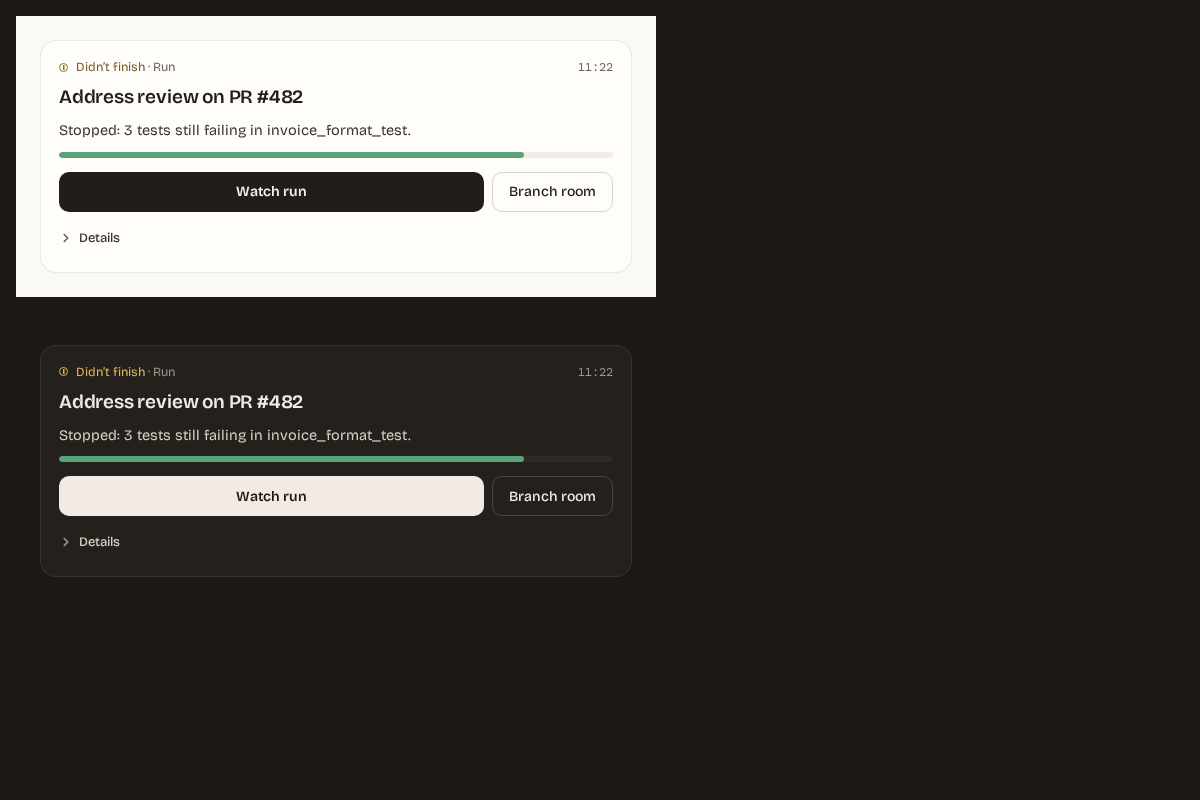 Didn't finish · Run
11:22
Address review on PR #482
Stopped: 3 tests still failing in invoice_format_test.
Watch run
Branch room
Details
Didn't finish · Run
11:22
Address review on PR #482
Stopped: 3 tests still failing in invoice_format_test.
Watch run
Branch room
Details